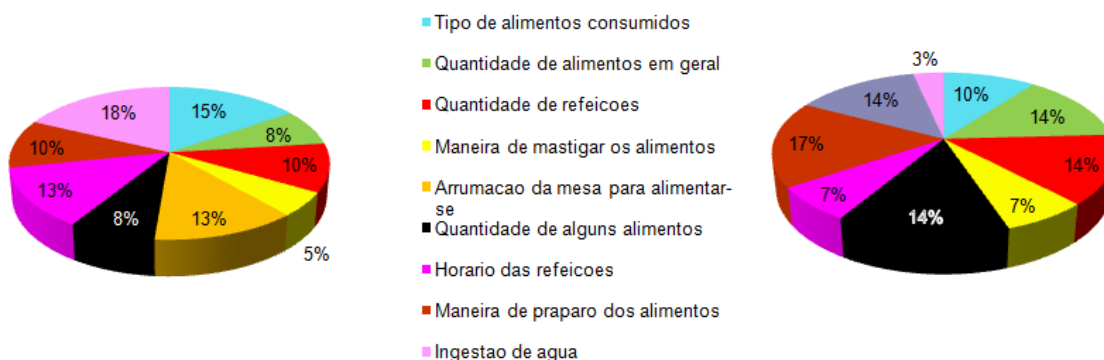 18%
15%
8%
10%
5%
13%
8%
13%
10%
Tipo de alimentos consumidos
Quantidade de alimentos em geral
Quantidade de refeicoes
Maneira de mastigar os alimentos
Arrumacao da mesa para alimentar-
se
Quantidade de alguns alimentos
Horario das refeicoes
Maneira de praparo dos alimentos
Ingestao de agua
3%
10%
14%
14%
7%
14%
7%
17%
14%